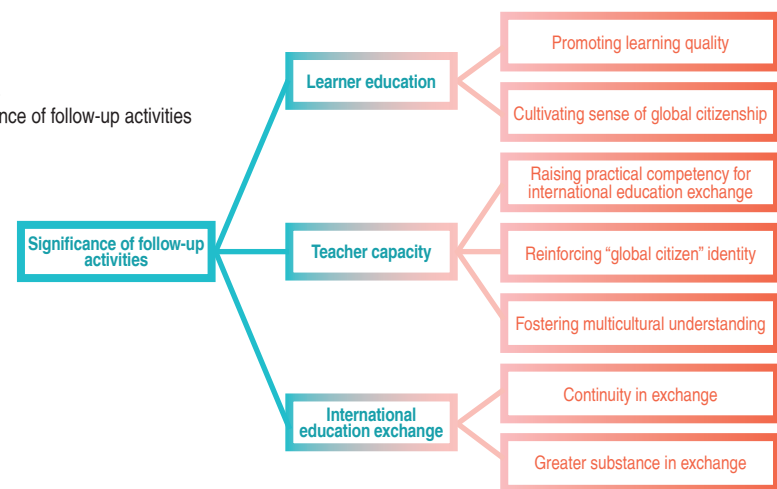 of follow-up activities
Significance of follow-up
activities
Learner education
Promoting learning quality
Cultivating sense of global citizenship
Teacher capacity
Raising practical competency for
international education exchange
Reinforcing “global citizen” identity
Fostering multicultural understanding
International
education exchange
Continuity in exchange
Greater substance in exchange